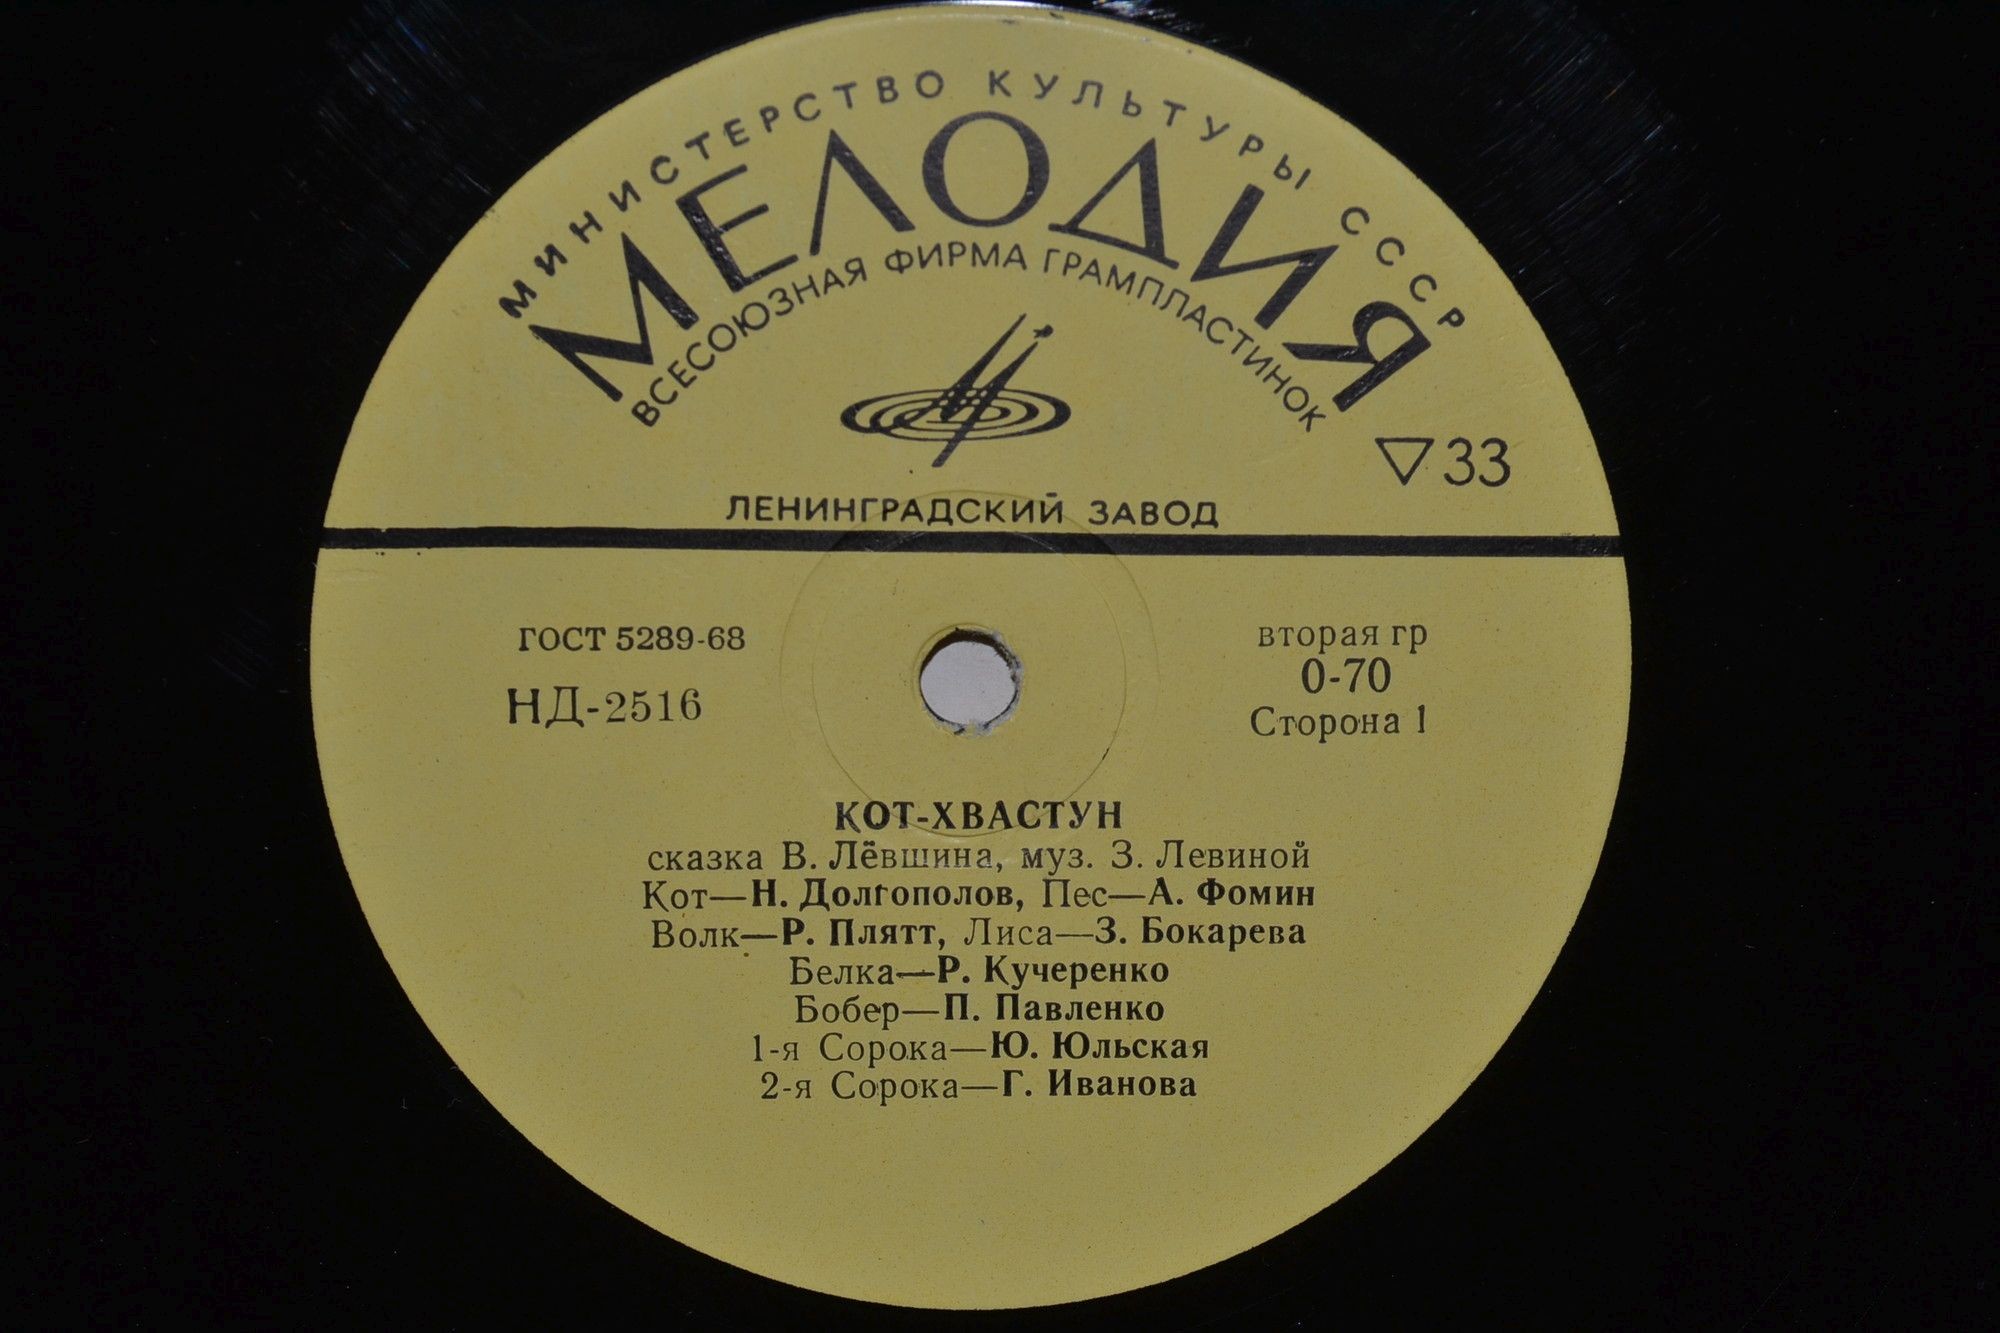 МИНИСТЕРСТВО КУЛЬТУРЫ СССР
МЕЛОДИЯ
ВСЕСОЮЗНАЯ ФИРМА ГРАМПЛАСТИНОК
▽33
ЛЕНИНГРАДСКИЙ ЗАВОД
ГОСТ 5289-68
НД-2516
вторая гр
0-70
Сторона 1
КОТ-ХВАСТУН
сказка В. Лёвшина, муз. З. Левиной
Кот—Н. Долгополов, Пес—А. Фомин
Волк—Р. Плятт, Лиса—З. Бокарева
Белка—Р. Кучеренко
Бобер—П. Павленко
1-я Сорока—Ю. Юльская
2-я Сорока—Г. Иванова